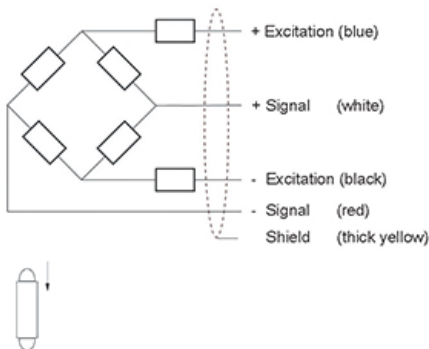 + Excitation (blue)
+ Signal (white)
- Excitation (black)
- Signal (red)
Shield (thick yellow)